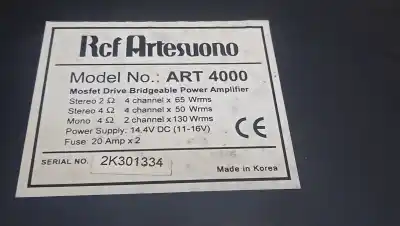 Rcf Artesuono
Model No.: ART 4000
Mosfet Drive Bridgeable Power Amplifier
Stereo 2 Ω 4 channel x 65 Wrms
Stereo 4 Ω 4 channel x 50 Wrms
Mono 4 Ω 2 channel x 130 Wrms
Power Supply: 14.4V DC (11-16V)
Fuse: 20 Amp x 2
CE
SERIAL NO. 2K301334
Made in Korea